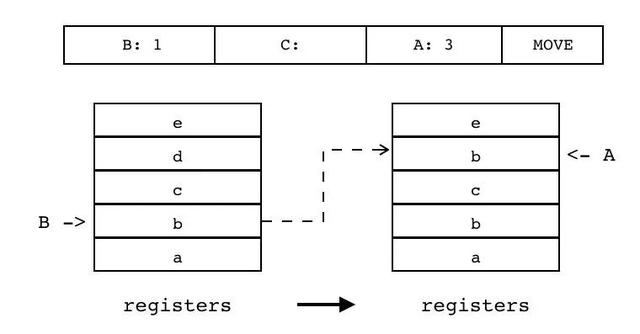 B: 1 C: A: 3 MOVE
e e
d b <- A
c c
B -> b b
a a
registers registers